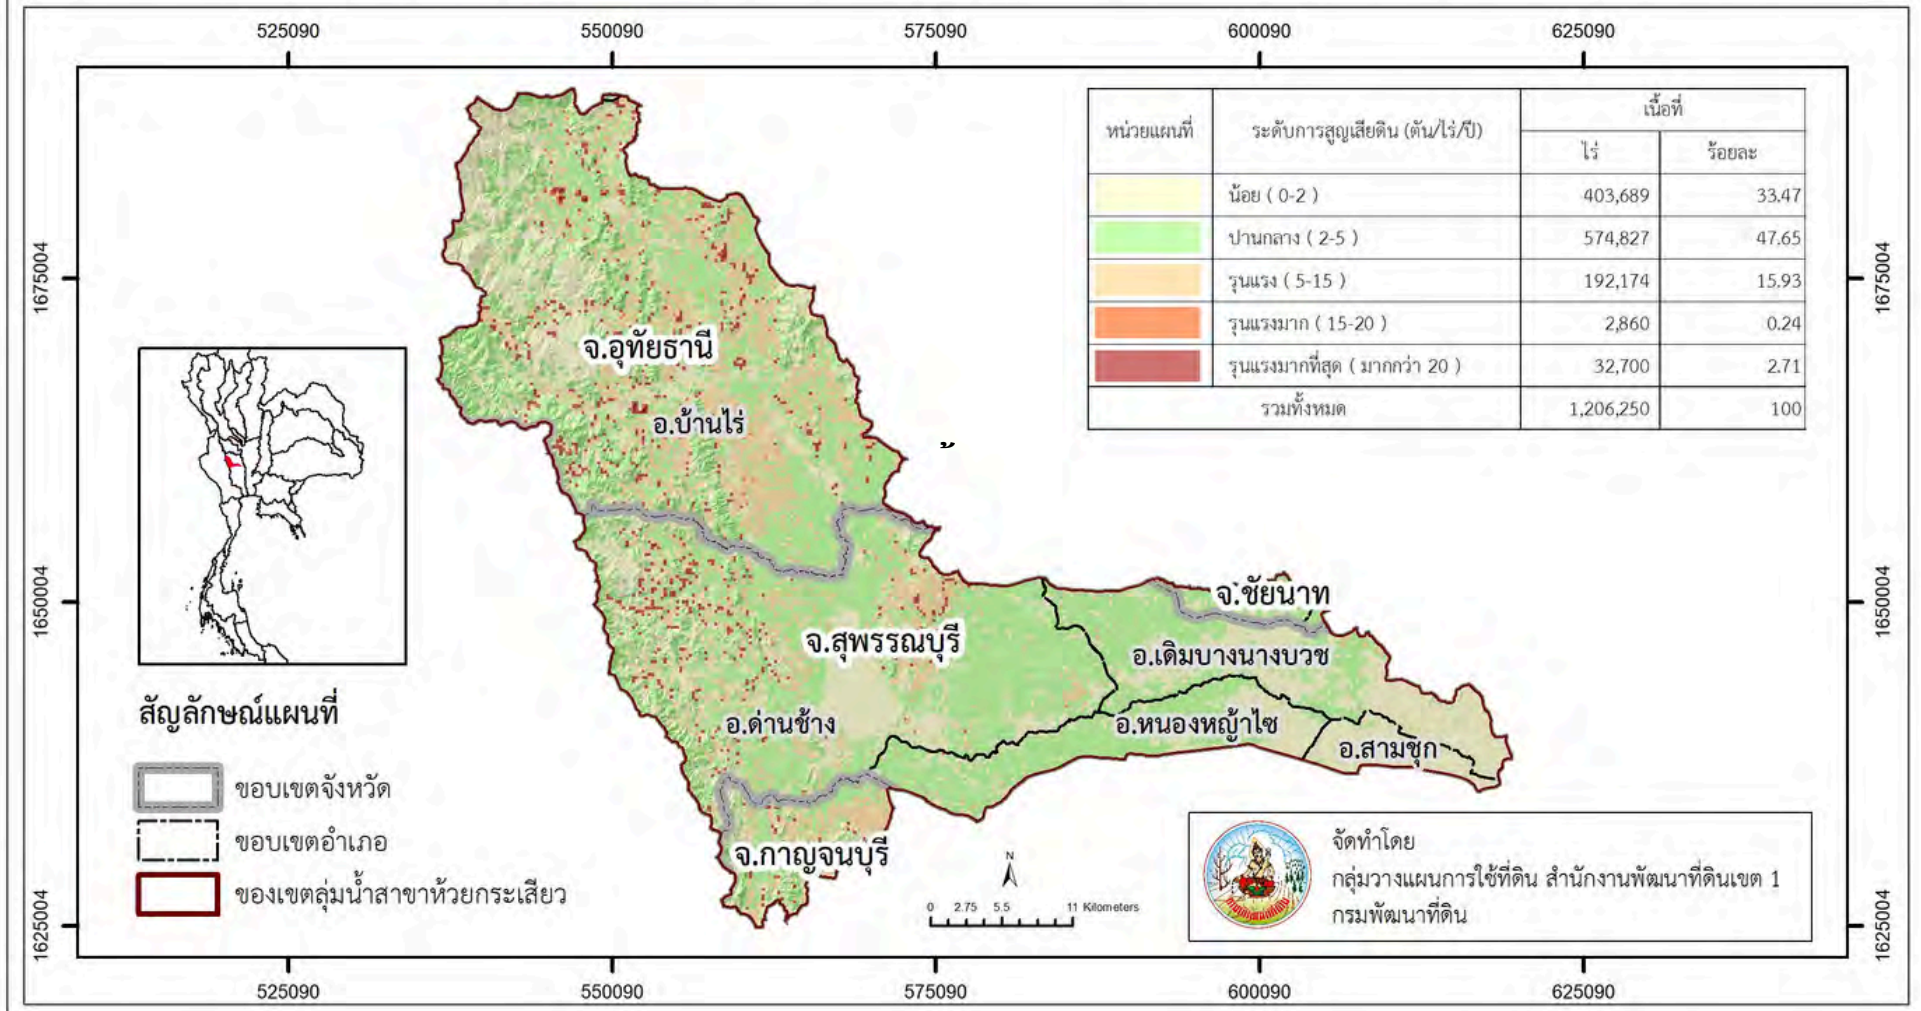 525090 550090 575090 600090 625090
หน่วยแผนที่ ระดับการสูญเสียดิน (ตัน/ไร่/ปี) เนื้อที่
ไร่ ร้อยละ
น้อย ( 0-2 ) 403,689 33.47
ปานกลาง ( 2-5 ) 574,827 47.65
รุนแรง ( 5-15 ) 192,174 15.93
รุนแรงมาก ( 15-20 ) 2,860 0.24
รุนแรงมากที่สุด ( มากกว่า 20 ) 32,700 2.71
รวมทั้งหมด 1,206,250 100
1675004 1675004
จ.อุทัยธานี
อ.บ้านไร่
1650004 1650004
จ.ชัยนาท
จ.สุพรรณบุรี
อ.เดิมบางนางบวช
อ.ด่านช้าง
อ.หนองหญ้าไซ
อ.สามชุก
จ.กาญจนบุรี
สัญลักษณ์แผนที่
ขอบเขตจังหวัด
ขอบเขตอำเภอ
ของเขตลุ่มน้ำสาขาห้วยกระเสียว
N
0 2.75 5.5 11 Kilometers
จัดทำโดย
กลุ่มวางแผนการใช้ที่ดิน สำนักงานพัฒนาที่ดินเขต 1
กรมพัฒนาที่ดิน
1625004 1625004
525090 550090 575090 600090 625090